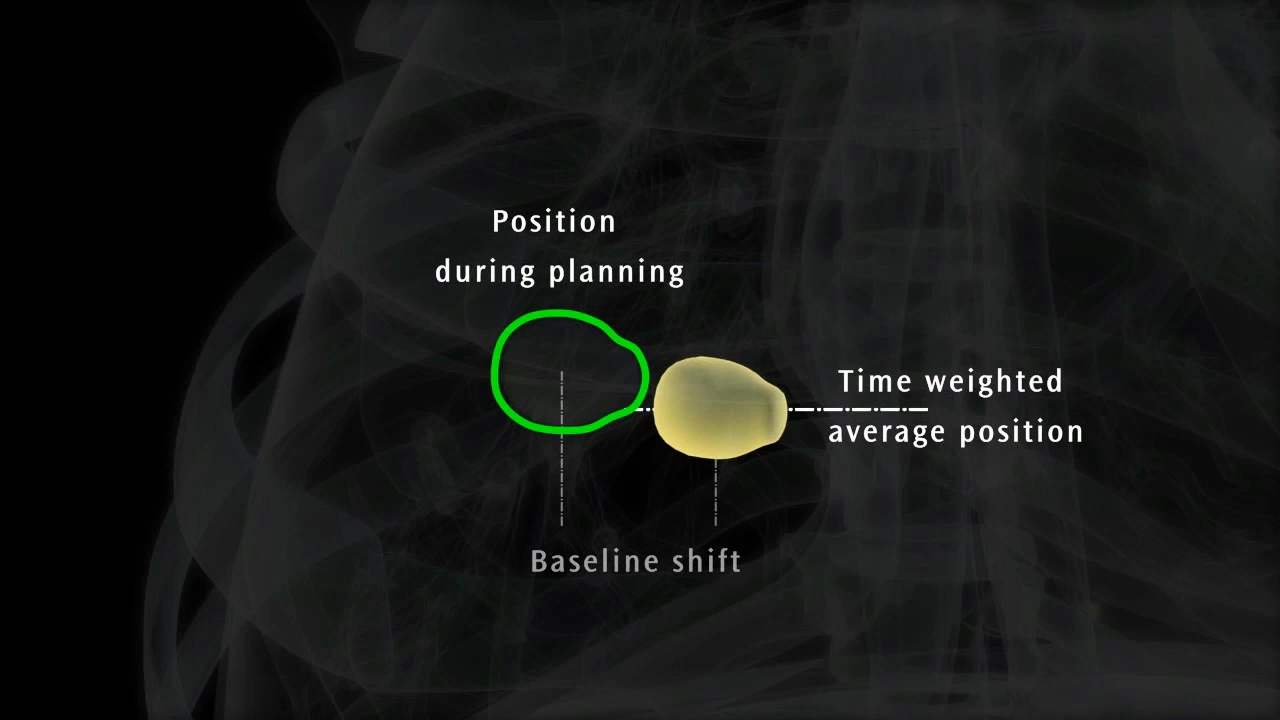 Position
during planning
Time weighted
average position
Baseline shift